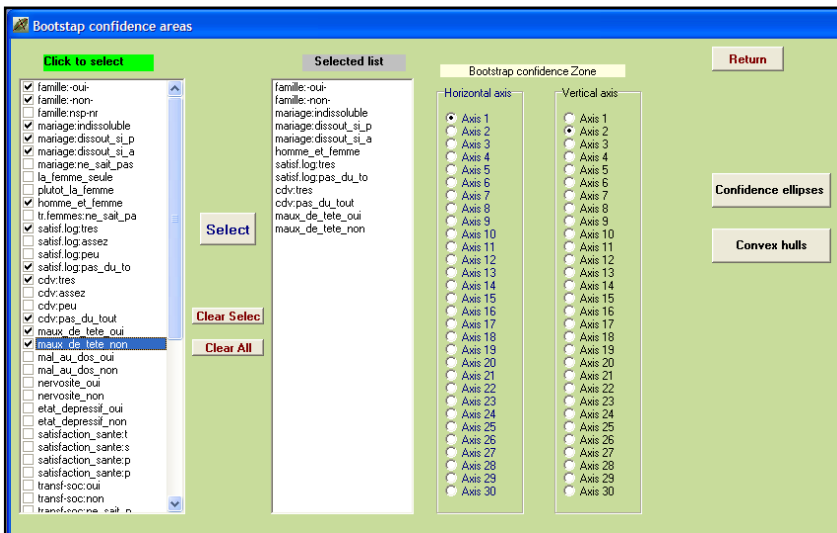 Bootstap confidence areas
Click to select
famille:-oui-
famille:-non-
famille:nsp-nr
mariage:indissoluble
mariage:dissout_si_p
mariage:dissout_si_a
mariage:ne_sait_pas
la_femme_seule
plutot_la_femme
homme_et_femme
tr.femmes:ne_sait_pa
satisf.log:tres
satisf.log:assez
satisf.log:peu
satisf.log:pas_du_to
cdv:tres
cdv:assez
cdv:peu
cdv:pas_du_tout
maux_de_tete_oui
maux_de_tete_non
mal_au_dos_oui
mal_au_dos_non
nervosite_oui
nervosite_non
etat_depressif_oui
etat_depressif_non
satisfaction_sante:t
satisfaction_sante:s
satisfaction_sante:p
satisfaction_sante:p
transf-soc:oui
transf-soc:non
transf-soc:ne_sait_p
Select
Clear Selec
Clear All
Selected list
famille:-oui-
famille:-non-
mariage:indissoluble
mariage:dissout_si_p
mariage:dissout_si_a
homme_et_femme
satisf.log:tres
satisf.log:pas_du_to
cdv:tres
cdv:pas_du_tout
maux_de_tete_oui
maux_de_tete_non
Bootstrap confidence Zone
Horizontal axis
Axis 1
Axis 2
Axis 3
Axis 4
Axis 5
Axis 6
Axis 7
Axis 8
Axis 9
Axis 10
Axis 11
Axis 12
Axis 13
Axis 14
Axis 15
Axis 16
Axis 17
Axis 18
Axis 19
Axis 20
Axis 21
Axis 22
Axis 23
Axis 24
Axis 25
Axis 26
Axis 27
Axis 28
Axis 29
Axis 30
Vertical axis
Axis 1
Axis 2
Axis 3
Axis 4
Axis 5
Axis 6
Axis 7
Axis 8
Axis 9
Axis 10
Axis 11
Axis 12
Axis 13
Axis 14
Axis 15
Axis 16
Axis 17
Axis 18
Axis 19
Axis 20
Axis 21
Axis 22
Axis 23
Axis 24
Axis 25
Axis 26
Axis 27
Axis 28
Axis 29
Axis 30
Return
Confidence ellipses
Convex hulls